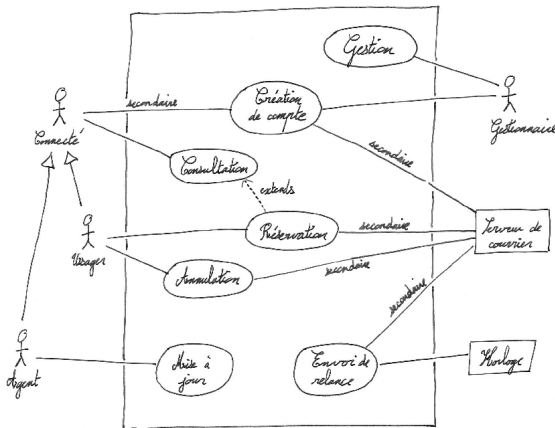 Gestion
secondaire
Création
de compte
Connecté
Gestionnaire
Consultation
secondaire
extends
Réservation
secondaire
Serveur de
courrier
Usager
Annulation
secondaire
secondaire
Mise à
jour
Envoi de
relance
Horloge
Agent